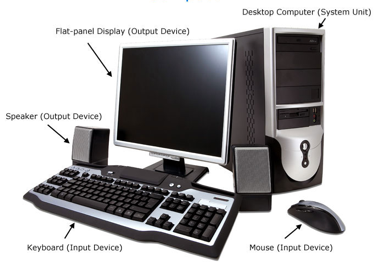 Desktop Computer (System Unit)
Flat-panel Display (Output Device)
Speaker (Output Device)
Keyboard (Input Device)
Mouse (Input Device)